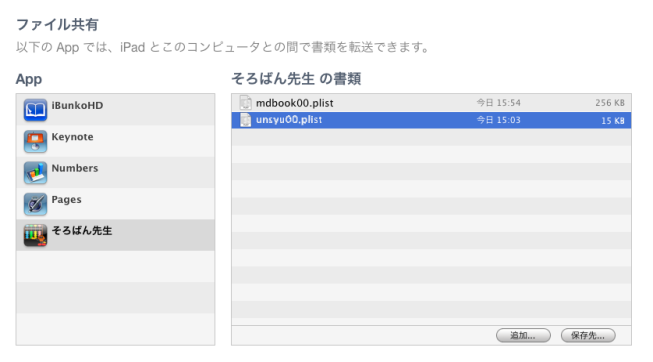 ファイル共有
以下の App では、iPad とこのコンピュータとの間で書類を転送できます。
App
iBunkoHD
Keynote
Numbers
Pages
そろばん先生
そろばん先生 の書類
mdbook00.plist 今日 15:54 256 KB
unsyu00.plist 今日 15:03 15 KB
追加... 保存先...